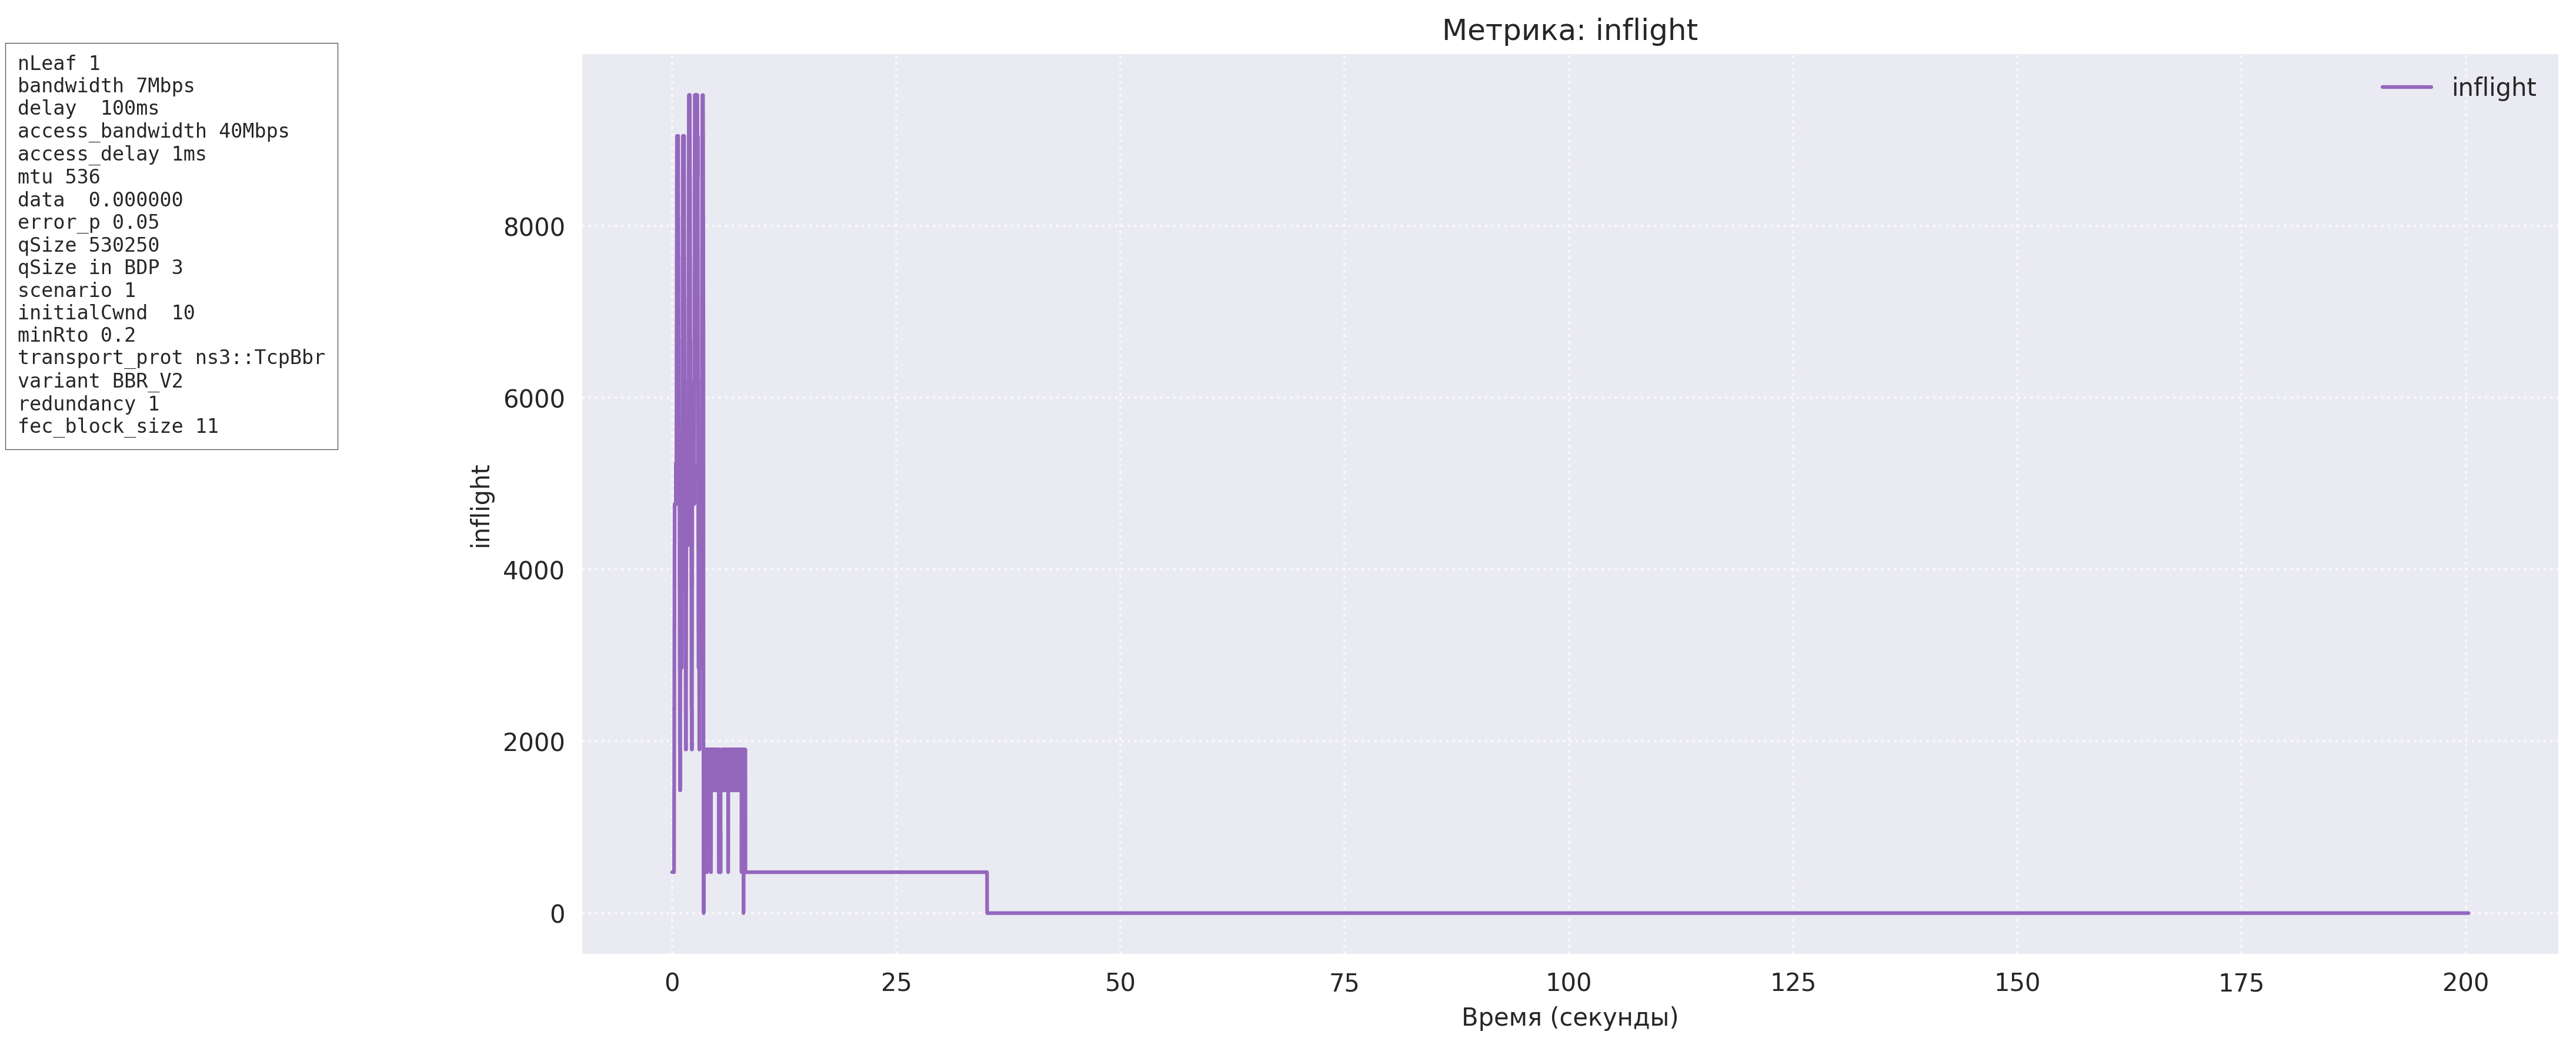 Метрика: inflight
nLeaf 1
bandwidth 7Mbps
delay  100ms
access_bandwidth 40Mbps
access_delay 1ms
mtu 536
data  0.000000
error_p 0.05
qSize 530250
qSize in BDP 3
scenario 1
initialCwnd  10
minRto 0.2
transport_prot ns3::TcpBbr
variant BBR_V2
redundancy 1
fec_block_size 11
inflight
inflight
8000
6000
4000
2000
0
0 25 50 75 100 125 150 175 200
Время (секунды)